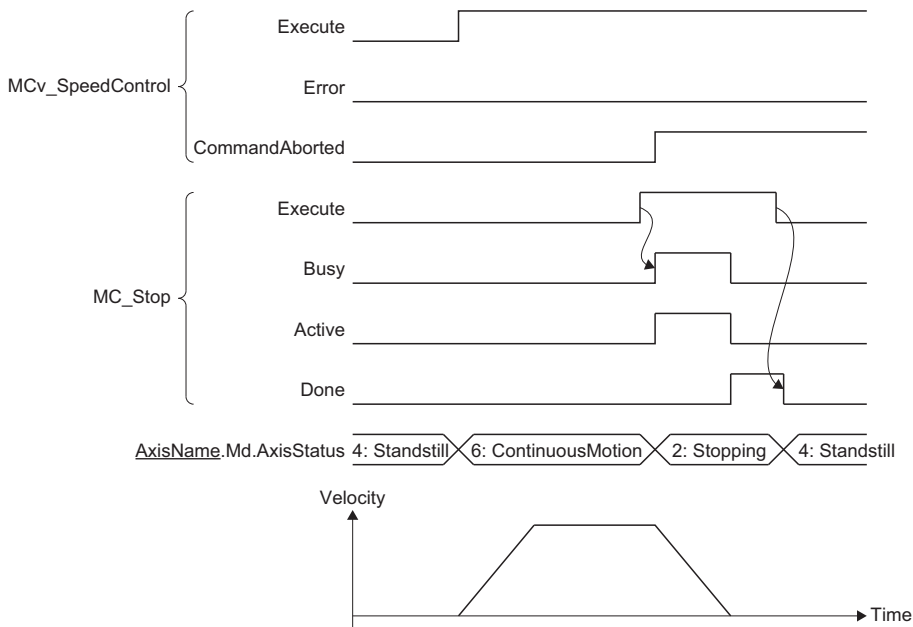 MCv_SpeedControl
Execute
Error
CommandAborted
MC_Stop
Execute
Busy
Active
Done
AxisName.Md.AxisStatus 4: Standstill 6: ContinuousMotion 2: Stopping 4: Standstill
Velocity
Time